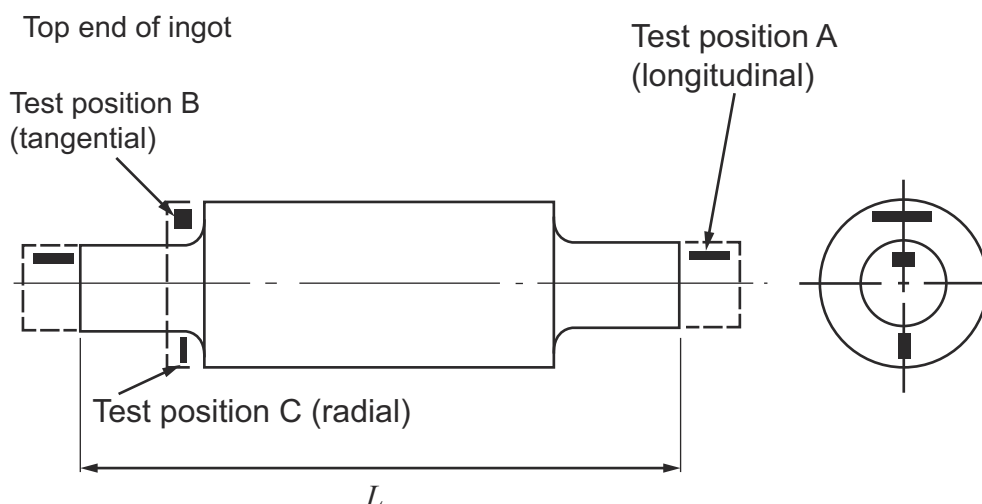 Top end of ingot
Test position A
(longitudinal)
Test position B
(tangential)
Test position C (radial)
L